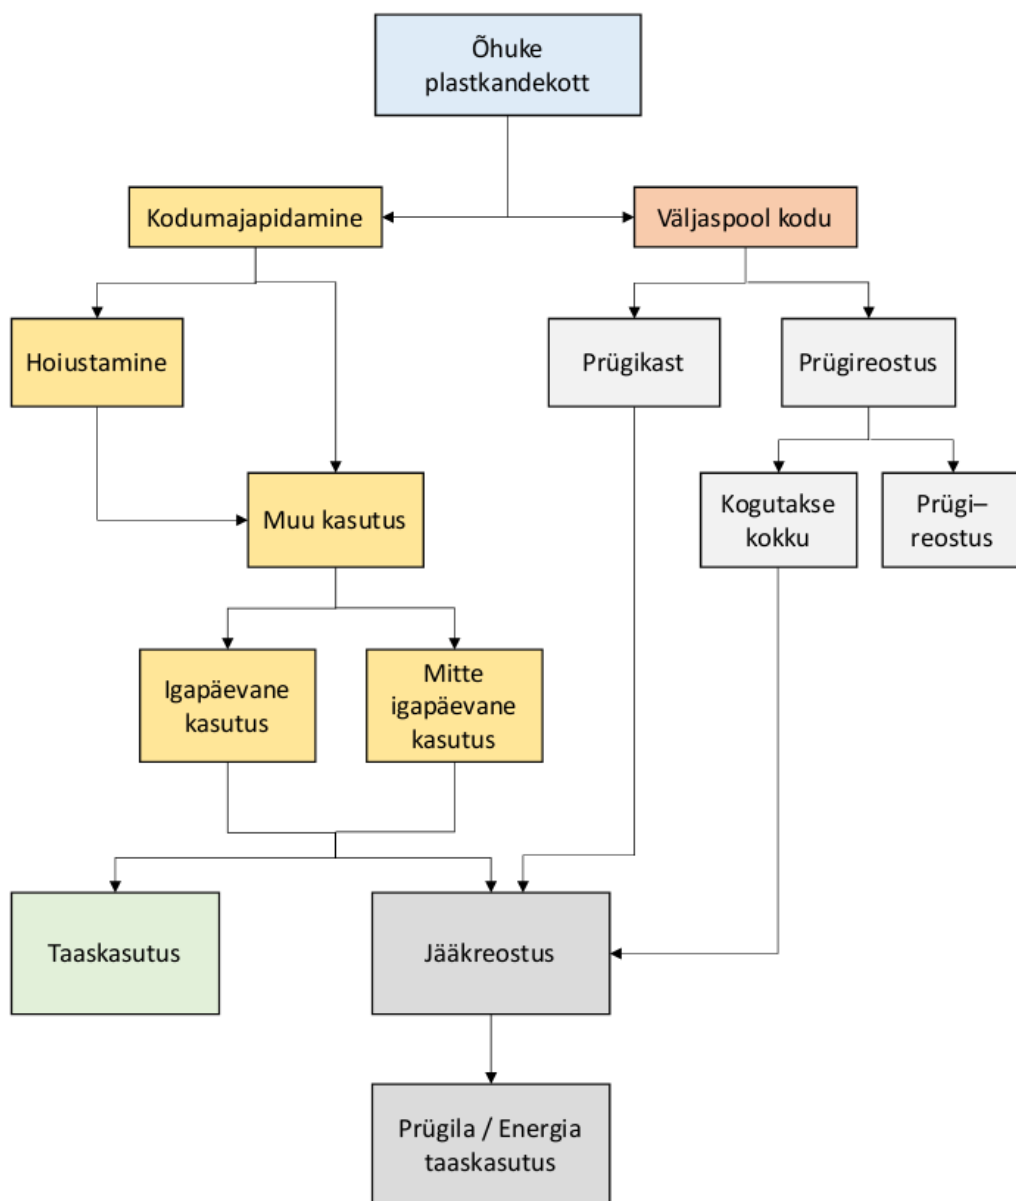 Õhuke
plastkandekott
Kodumajapidamine
Väljaspool kodu
Hoiustamine
Prügikast
Prügireostus
Muu kasutus
Kogutakse
kokku
Prügi–
reostus
Igapäevane
kasutus
Mitte
igapäevane
kasutus
Taaskasutus
Jääkreostus
Prügila / Energia
taaskasutus